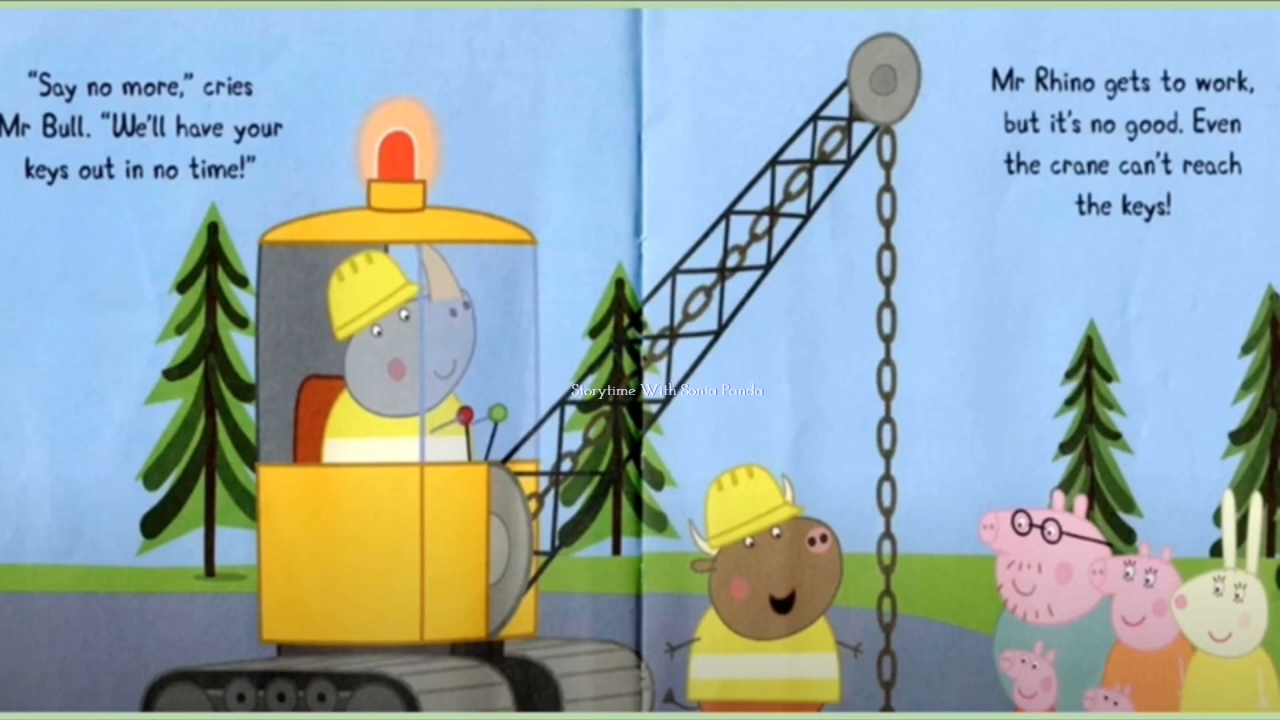 “Say no more,” cries
Mr Bull. “We’ll have your
keys out in no time!”
Mr Rhino gets to work,
but it’s no good. Even
the crane can’t reach
the keys!
Storytime With Sonia Panda